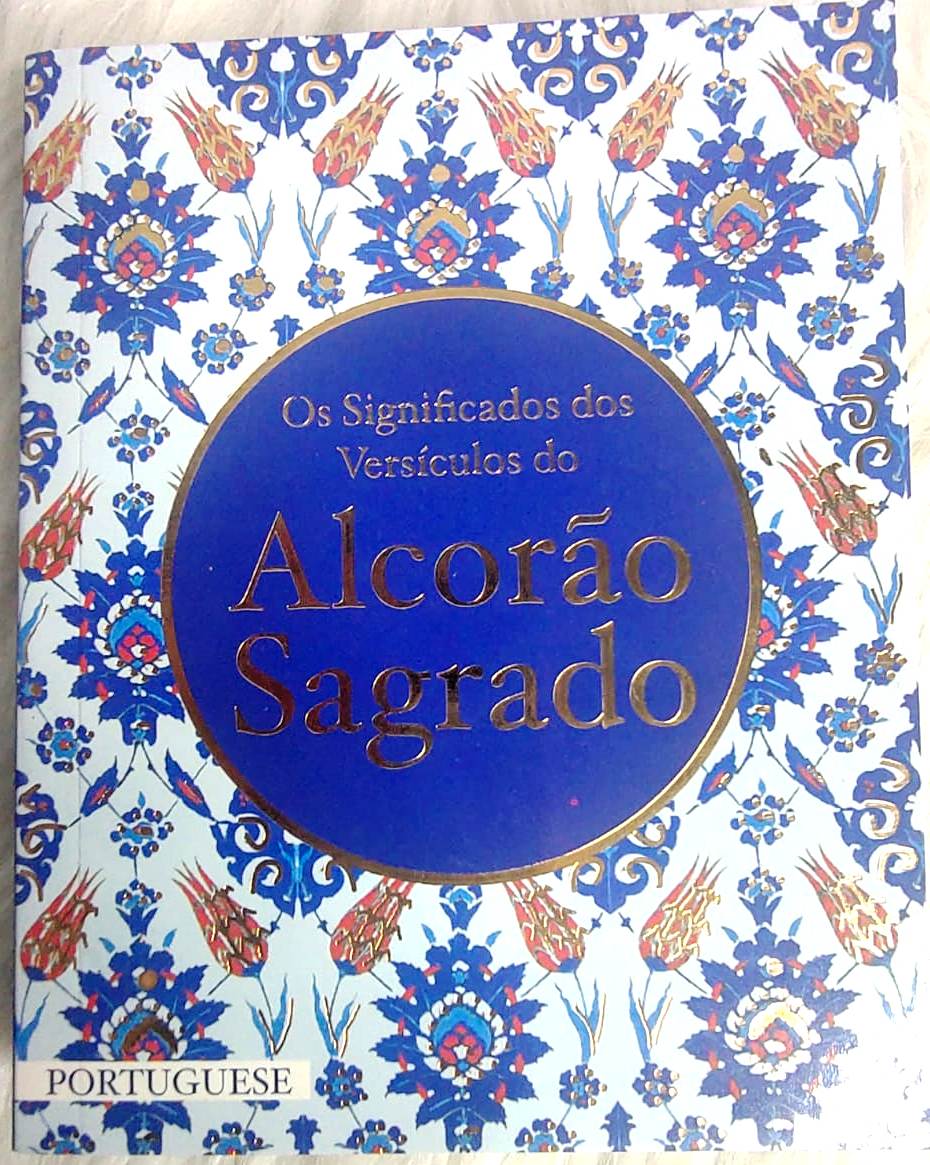 Os Significados dos
Versículos do
Alcorão
Sagrado
PORTUGUESE